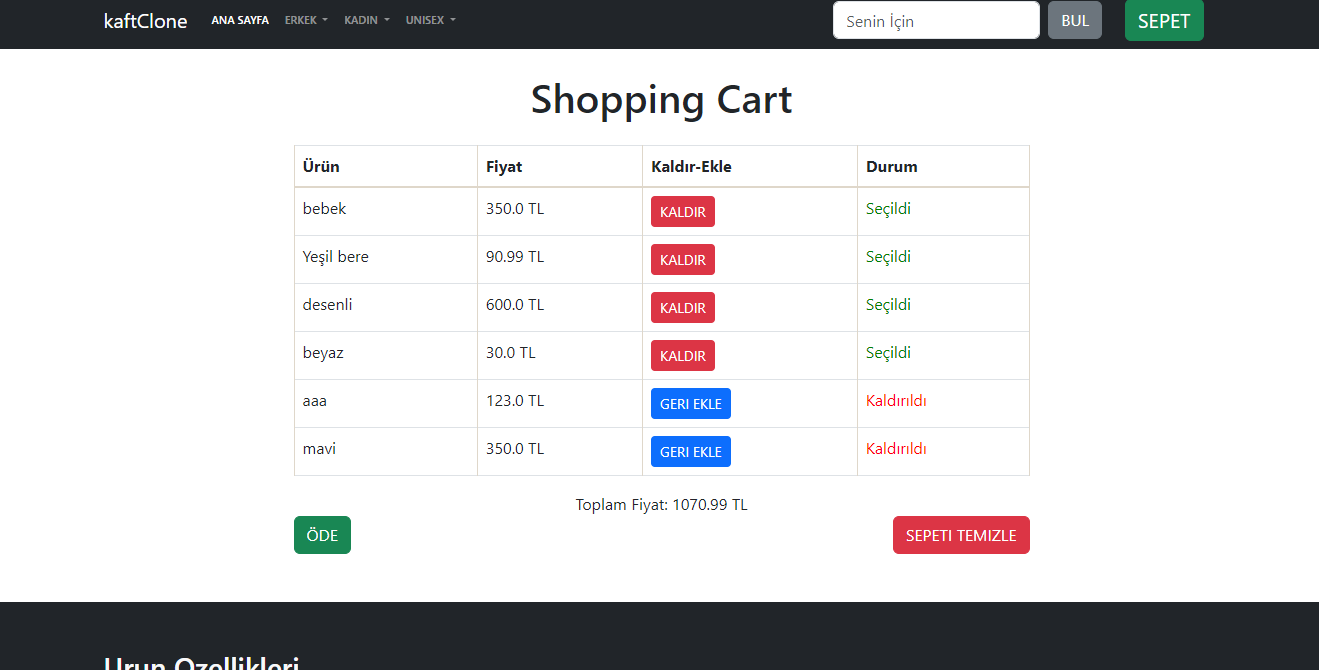 kaftClone ANA SAYFA ERKEK KADIN UNISEX Senin İçin BUL SEPET
Shopping Cart
Ürün Fiyat Kaldır-Ekle Durum
bebek 350.0 TL KALDIR Seçildi
Yeşil bere 90.99 TL KALDIR Seçildi
desenli 600.0 TL KALDIR Seçildi
beyaz 30.0 TL KALDIR Seçildi
aaa 123.0 TL GERI EKLE Kaldırıldı
mavi 350.0 TL GERI EKLE Kaldırıldı
Toplam Fiyat: 1070.99 TL
ÖDE SEPETI TEMIZLE
Urun Ozellikleri